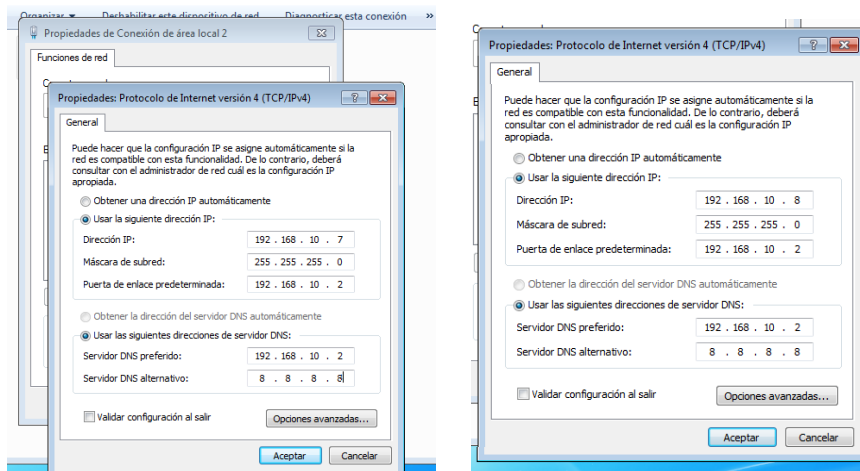 Organizar Deshabilitar este dispositivo de red Diagnosticar esta conexión »
Propiedades de Conexión de área local 2
Funciones de red
Propiedades: Protocolo de Internet versión 4 (TCP/IPv4)
General
Puede hacer que la configuración IP se asigne automáticamente si la
red es compatible con esta funcionalidad. De lo contrario, deberá
consultar con el administrador de red cuál es la configuración IP
apropiada.
Obtener una dirección IP automáticamente
Usar la siguiente dirección IP:
Dirección IP: 192 . 168 . 10 . 7
Máscara de subred: 255 . 255 . 255 . 0
Puerta de enlace predeterminada: 192 . 168 . 10 . 2
Obtener la dirección del servidor DNS automáticamente
Usar las siguientes direcciones de servidor DNS:
Servidor DNS preferido: 192 . 168 . 10 . 2
Servidor DNS alternativo: 8 . 8 . 8 . 8
Validar configuración al salir Opciones avanzadas...
Aceptar Cancelar
Propiedades: Protocolo de Internet versión 4 (TCP/IPv4)
General
Puede hacer que la configuración IP se asigne automáticamente si la
red es compatible con esta funcionalidad. De lo contrario, deberá
consultar con el administrador de red cuál es la configuración IP
apropiada.
Obtener una dirección IP automáticamente
Usar la siguiente dirección IP:
Dirección IP: 192 . 168 . 10 . 8
Máscara de subred: 255 . 255 . 255 . 0
Puerta de enlace predeterminada: 192 . 168 . 10 . 2
Obtener la dirección del servidor DNS automáticamente
Usar las siguientes direcciones de servidor DNS:
Servidor DNS preferido: 192 . 168 . 10 . 2
Servidor DNS alternativo: 8 . 8 . 8 . 8
Validar configuración al salir Opciones avanzadas...
Aceptar Cancelar